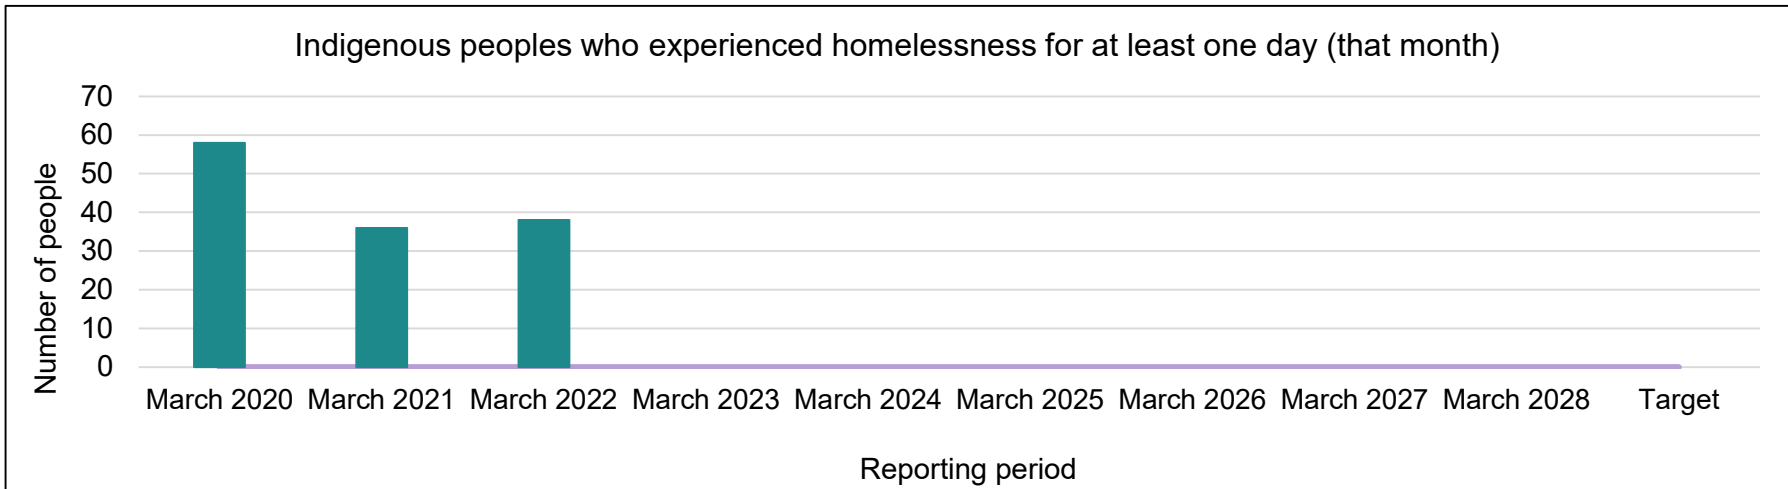 Indigenous peoples who experienced homelessness for at least one day (that month)
Number of people
70
60
50
40
30
20
10
0
March 2020 March 2021 March 2022 March 2023 March 2024 March 2025 March 2026 March 2027 March 2028 Target
Reporting period